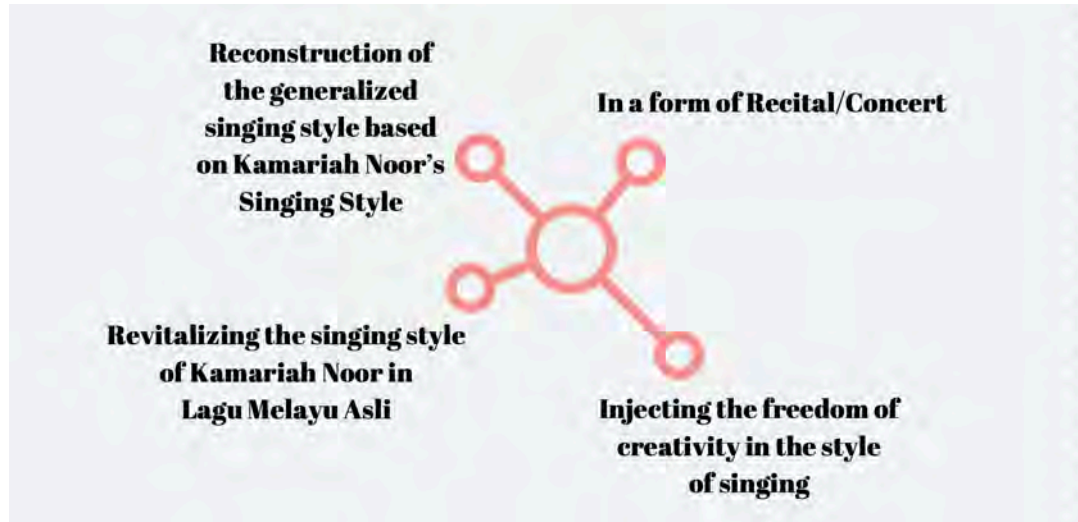 Reconstruction of
the generalized
singing style based
on Kamariah Noor’s
Singing Style
In a form of Recital/Concert
Revitalizing the singing style
of Kamariah Noor in
Lagu Melayu Asli
Injecting the freedom of
creativity in the style
of singing